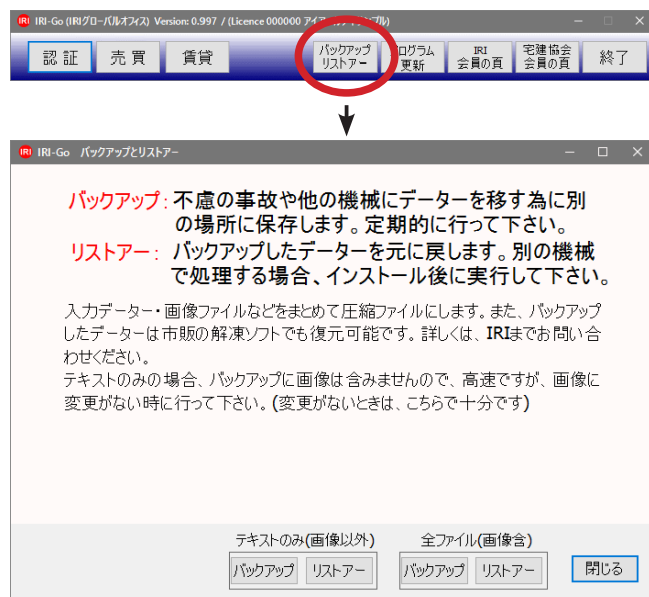 IRI-Go (IRIグローバルオフィス) Version: 0.997 / (Licence 000000
認証 売買 賃貸 バックアップ リストアー プログラム 更新 IRI 会員の頁 宅建協会 会員の頁 終了
IRI-Go バックアップとリストアー
バックアップ: 不慮の事故や他の機械にデーターを移す為に別
の場所に保存します。定期的に行って下さい。
リストアー: バックアップしたデーターを元に戻します。別の機械
で処理する場合、インストール後に実行して下さい。
入力データー・画像ファイルなどをまとめて圧縮ファイルにします。また、バックアップ
したデーターは市販の解凍ソフトでも復元可能です。詳しくは、IRIまでお問い合
わせください。
テキストのみの場合、バックアップに画像は含みませんので、高速ですが、画像に
変更がない時に行って下さい。(変更がないときは、こちらで十分です)
テキストのみ(画像以外) 全ファイル(画像含)
バックアップ リストアー バックアップ リストアー 閉じる